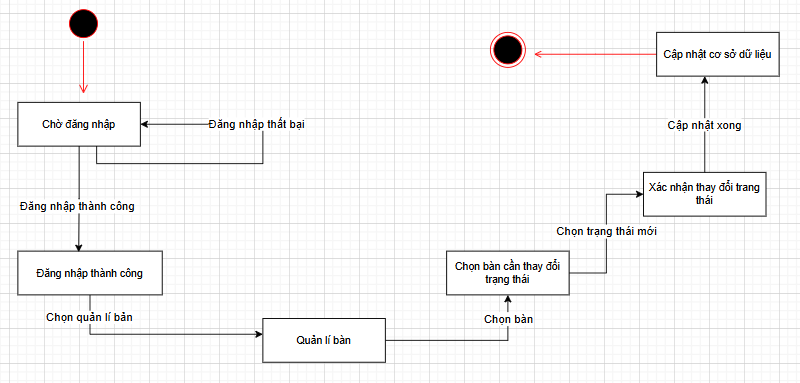 Cập nhật cơ sở dữ liệu
Chờ đăng nhập
Đăng nhập thất bại
Cập nhật xong
Xác nhận thay đổi trang
thái
Đăng nhập thành công
Chọn trạng thái mới
Đăng nhập thành công
Chọn bàn cần thay đổi
trạng thái
Chọn quản lí bản
Chọn bàn
Quản lí bàn